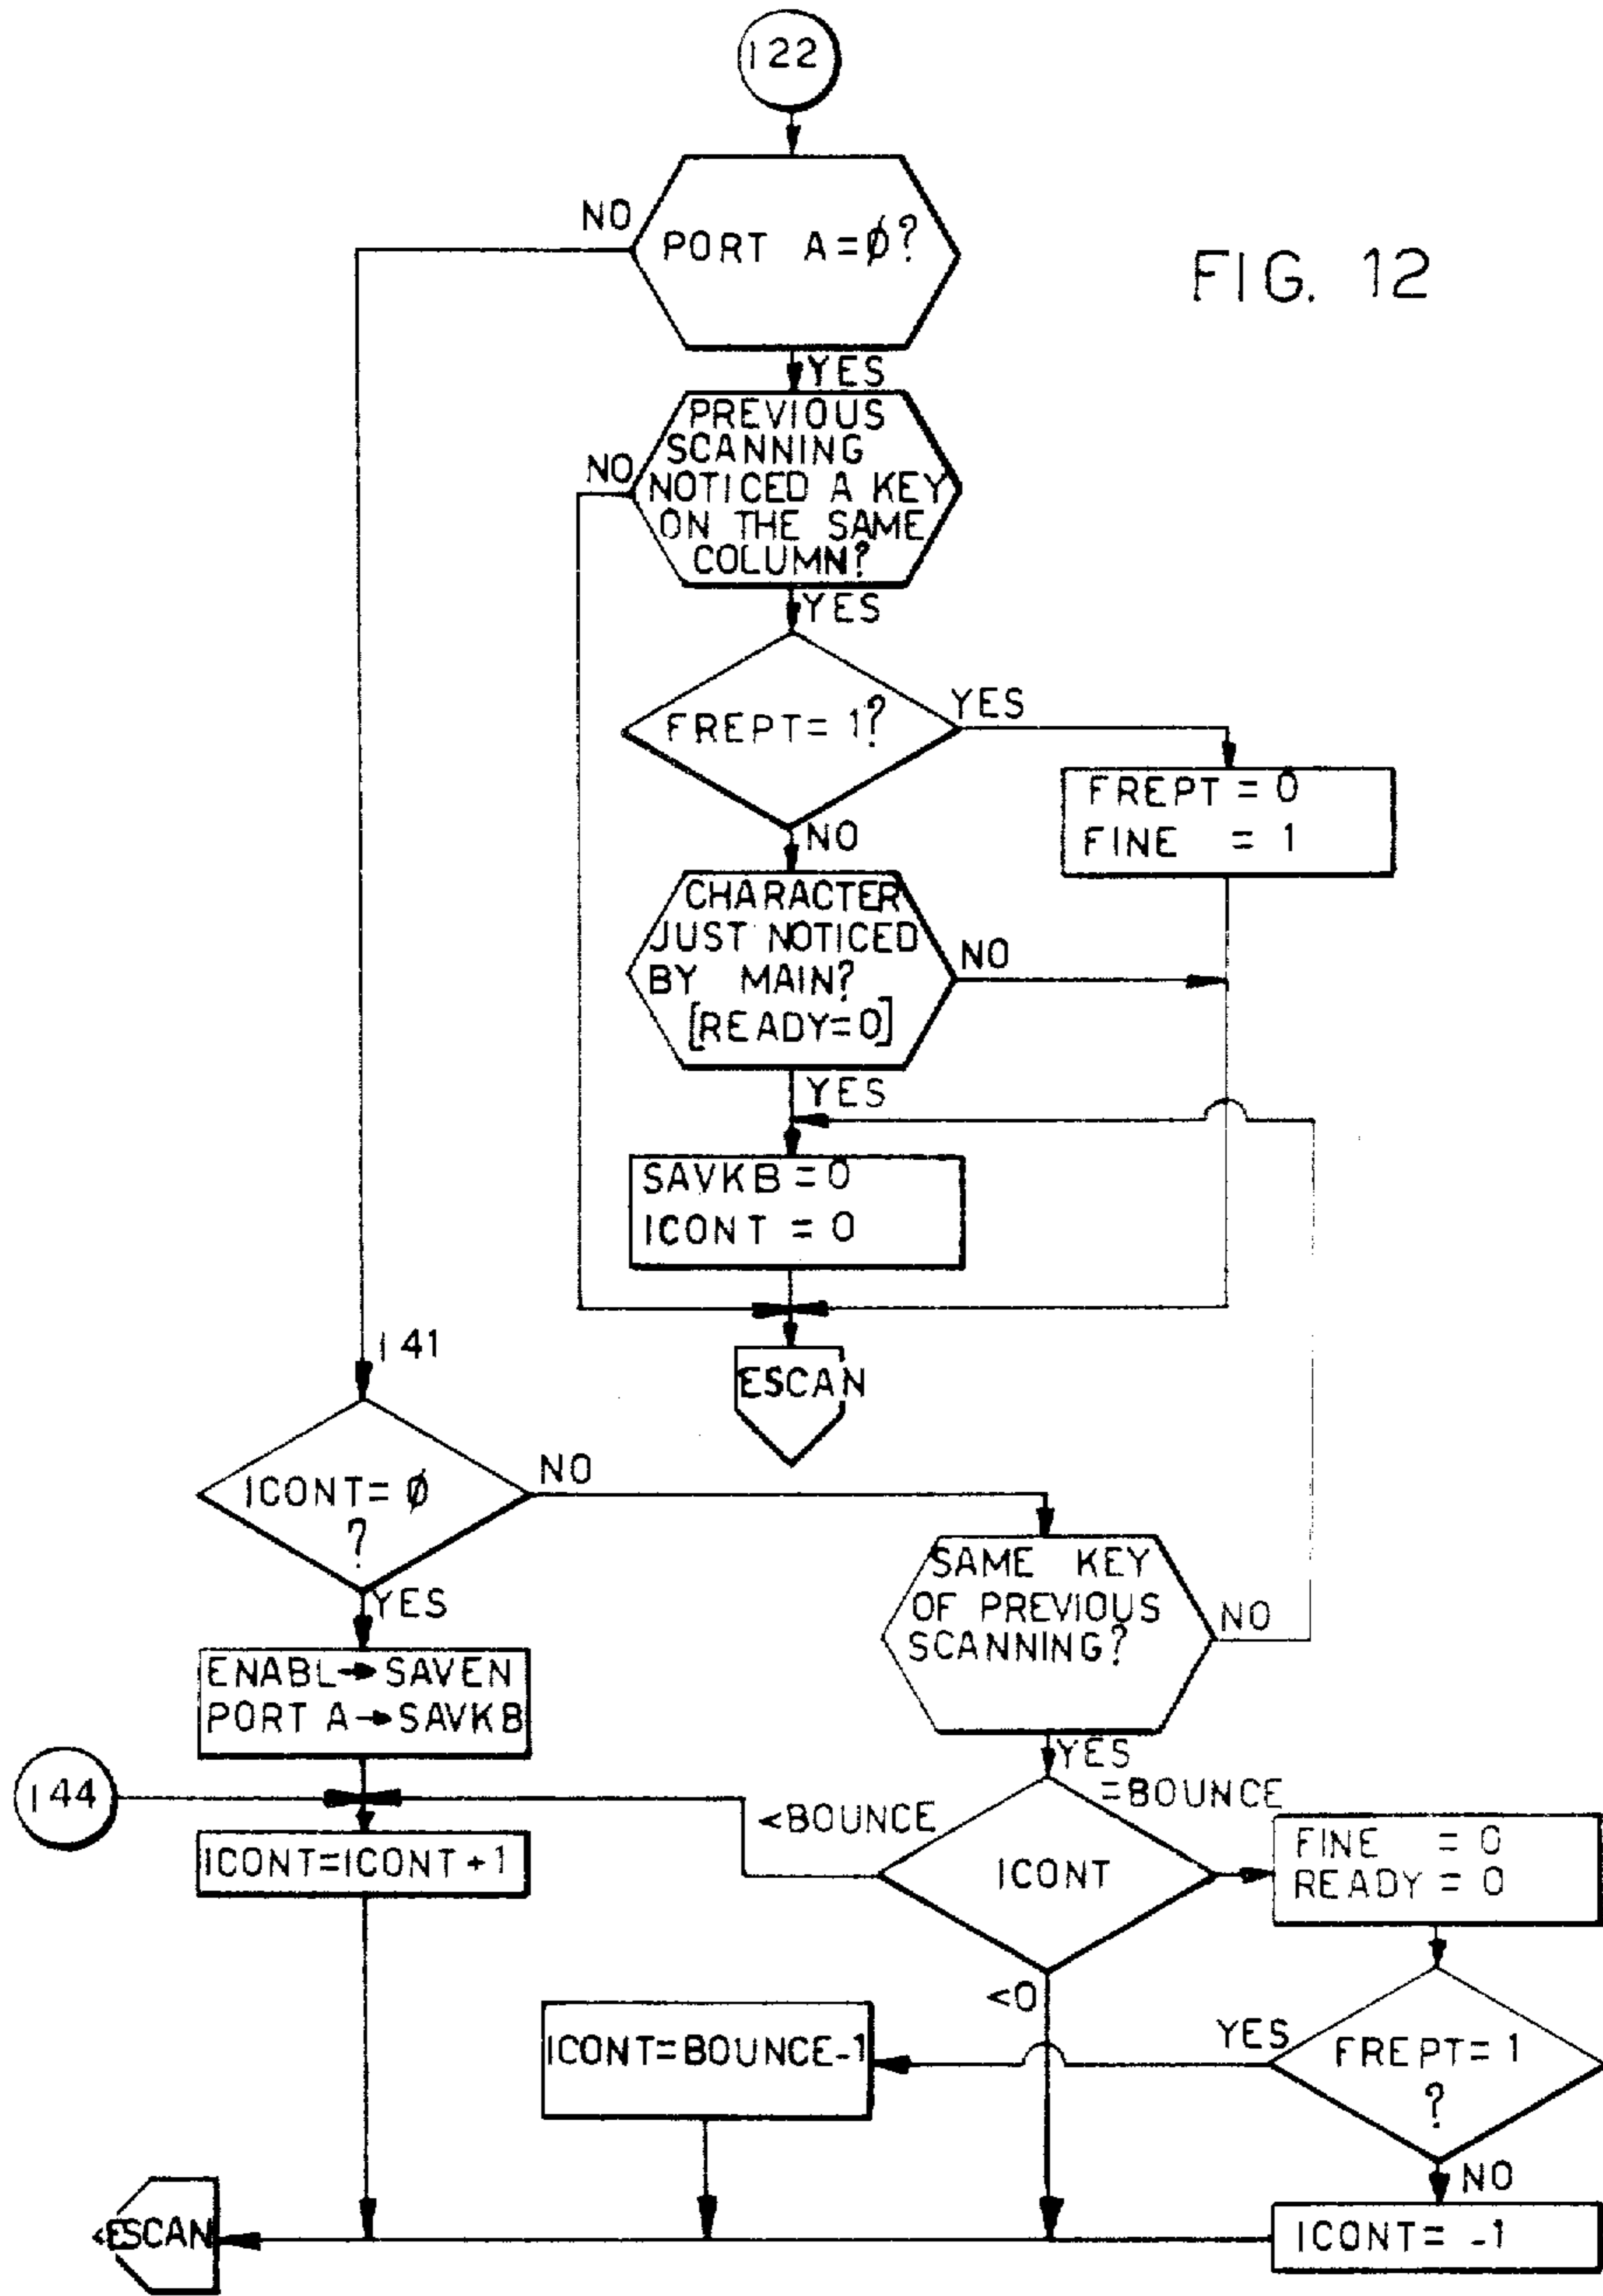 122
NO
PORT A=Ø?
FIG. 12
YES
PREVIOUS
SCANNING
NO
NOTICED A KEY
ON THE SAME
COLUMN?
YES
FREPT= 1?
YES
FREPT = 0
FINE = 1
NO
CHARACTER
JUST NOTICED
BY MAIN?
[READY=0]
NO
YES
SAVKB = 0
ICONT = 0
141
ESCAN
ICONT= Ø
?
NO
YES
SAME KEY
OF PREVIOUS
SCANNING?
NO
ENABL→SAVEN
PORT A→SAVKB
YES
144
<BOUNCE
=BOUNCE
ICONT=ICONT+1
ICONT
FINE = 0
READY = 0
<0
ICONT=BOUNCE-1
YES
FREPT= 1
?
NO
ESCAN
ICONT= -1